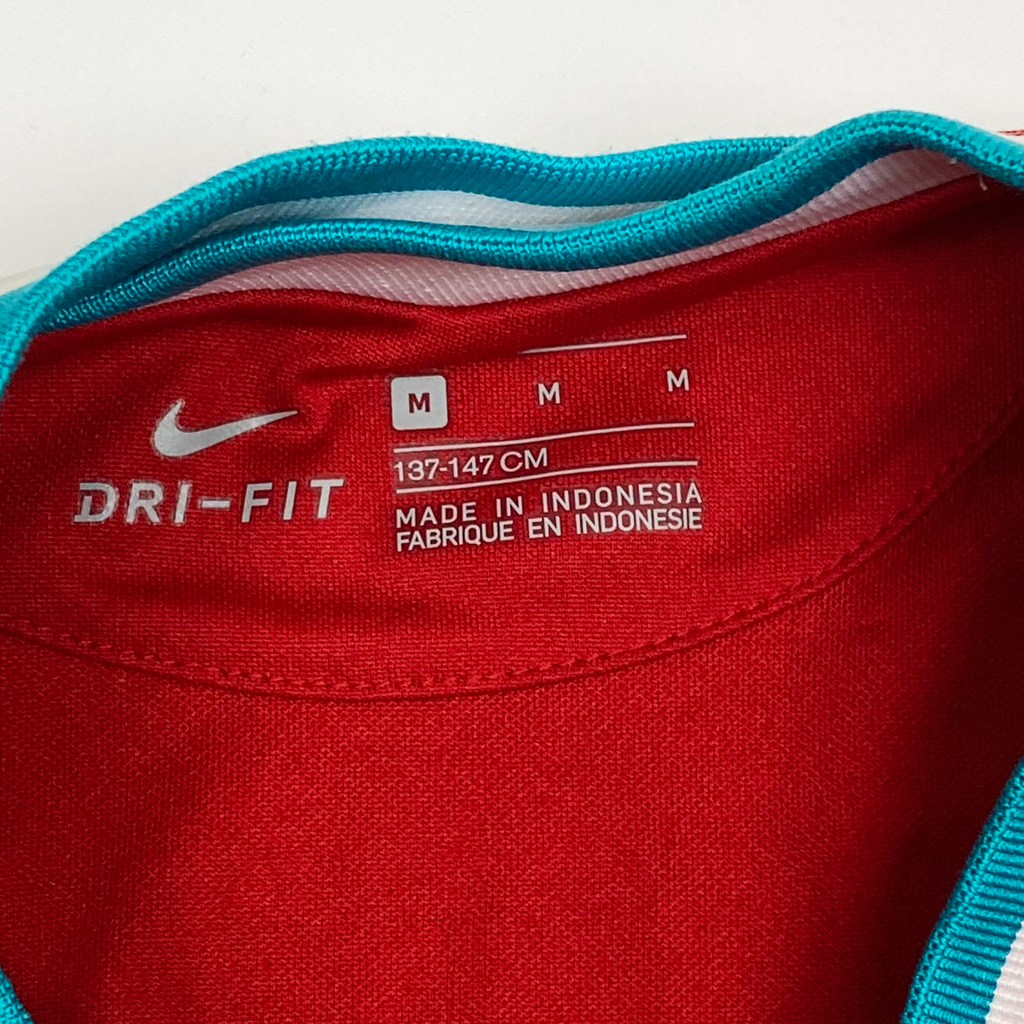 DRI-FIT
M M M
137-147 CM
MADE IN INDONESIA
FABRIQUE EN INDONESIE